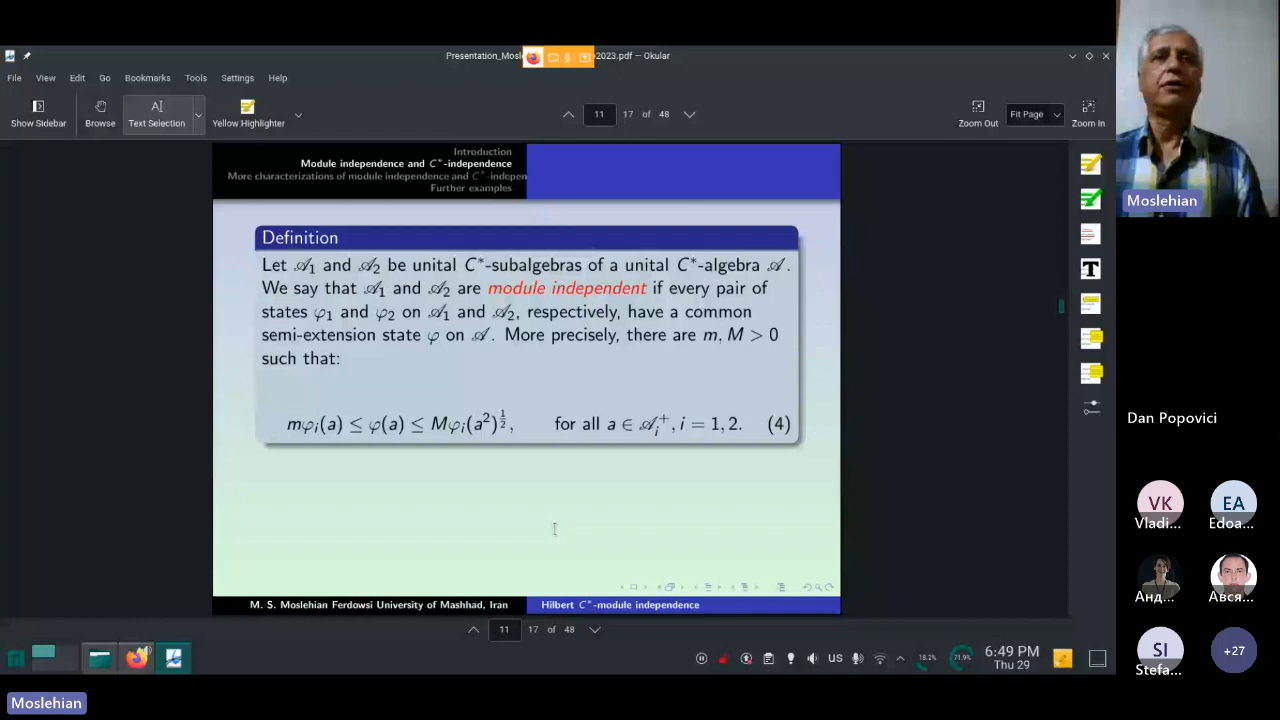 Presentation_Mosl
2023.pdf — Okular
File View Edit Go Bookmarks Tools Settings Help
Show Sidebar Browse Text Selection Yellow Highlighter
11 17 of 48
Zoom Out Fit Page Zoom In
Introduction
Module independence and C*-independence
More characterizations of module independence and C*-indepen
Further examples
Definition
Let 𝒜₁ and 𝒜₂ be unital C*-subalgebras of a unital C*-algebra 𝒜.
We say that 𝒜₁ and 𝒜₂ are module independent if every pair of
states φ₁ and φ₂ on 𝒜₁ and 𝒜₂, respectively, have a common
semi-extension state φ on 𝒜. More precisely, there are m, M > 0
such that:
mφᵢ(a) ≤ φ(a) ≤ Mφᵢ(a²)^½, for all a ∈ 𝒜ᵢ⁺, i = 1, 2. (4)
M. S. Moslehian Ferdowsi University of Mashhad, Iran Hilbert C*-module independence
11 17 of 48
18.2% 71.9% US 6:49 PM
Thu 29
Moslehian
Moslehian
Dan Popovici
VK EA
Vladi... Edoa...
Анд... Ався...
SI +27
Stefa...